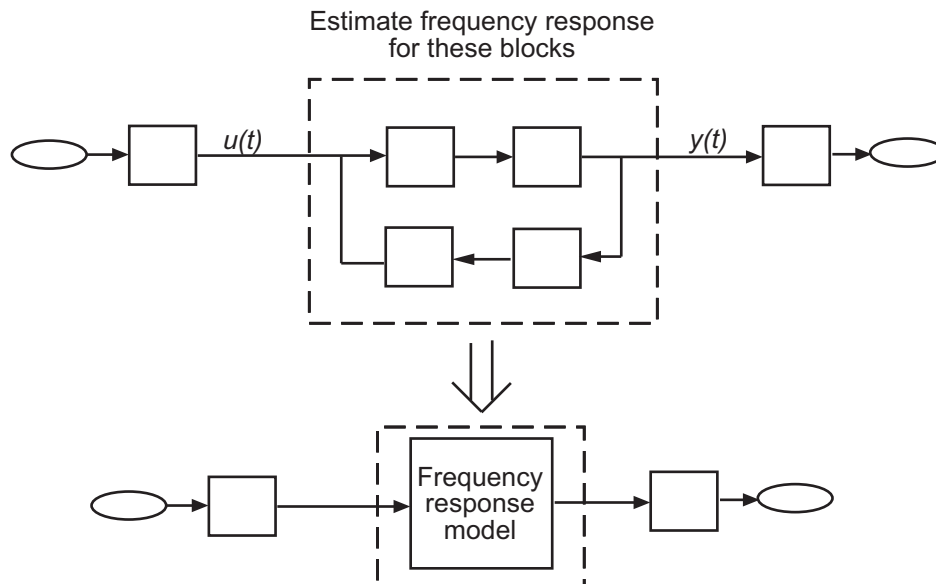 Estimate frequency response
for these blocks
u(t)
y(t)
Frequency
response
model